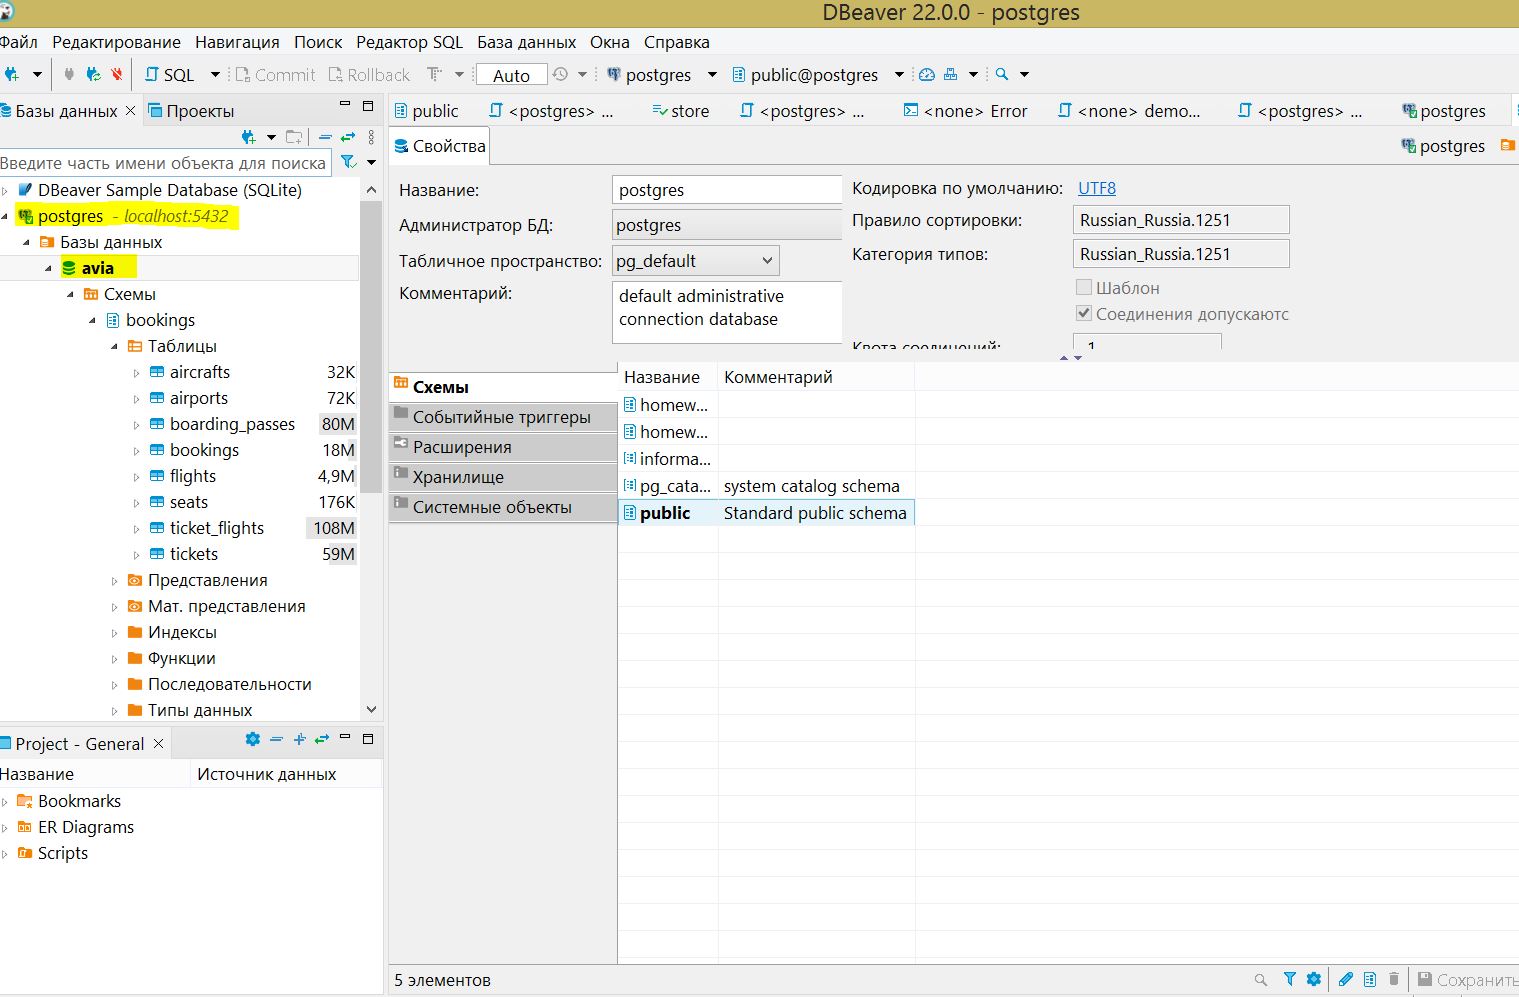 DBeaver 22.0.0 - postgres
Файл Редактирование Навигация Поиск Редактор SQL База данных Окна Справка
SQL Commit Rollback Auto postgres public@postgres
Базы данных Проекты
public <postgres> ... store <postgres> ... <none> Error <none> demo... <postgres> ... postgres
Введите часть имени объекта для поиска
DBeaver Sample Database (SQLite)
postgres - localhost:5432
Базы данных
avia
Схемы
bookings
Таблицы
aircrafts 32K
airports 72K
boarding_passes 80M
bookings 18M
flights 4,9M
seats 176K
ticket_flights 108M
tickets 59M
Представления
Мат. представления
Индексы
Функции
Последовательности
Типы данных
Project - General
Название Источник данных
Bookmarks
ER Diagrams
Scripts
Свойства postgres
Название: postgres
Администратор БД: postgres
Табличное пространство: pg_default
Комментарий: default administrative
connection database
Кодировка по умолчанию: UTF8
Правило сортировки: Russian_Russia.1251
Категория типов: Russian_Russia.1251
Шаблон
Соединения допускаютс
Квота соединений: -1
Схемы
Событийные триггеры
Расширения
Хранилище
Системные объекты
Название Комментарий
homew...
homew...
informa...
pg_cata... system catalog schema
public Standard public schema
5 элементов Сохранить